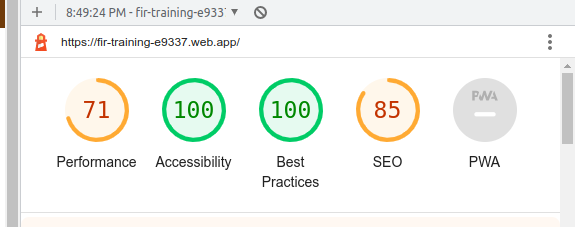 8:49:24 PM - fir-training-e9337
https://fir-training-e9337.web.app/
71
100
100
85
PWA
Performance
Accessibility
Best
Practices
SEO
PWA